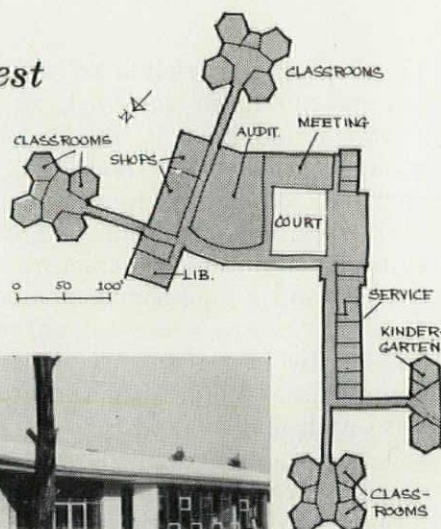 est
CLASSROOMS
N
CLASSROOMS
SHOPS
AUDIT.
MEETING
COURT
LIB.
0 50 100'
SERVICE
KINDER-
GARTEN
CLASS-
ROOMS